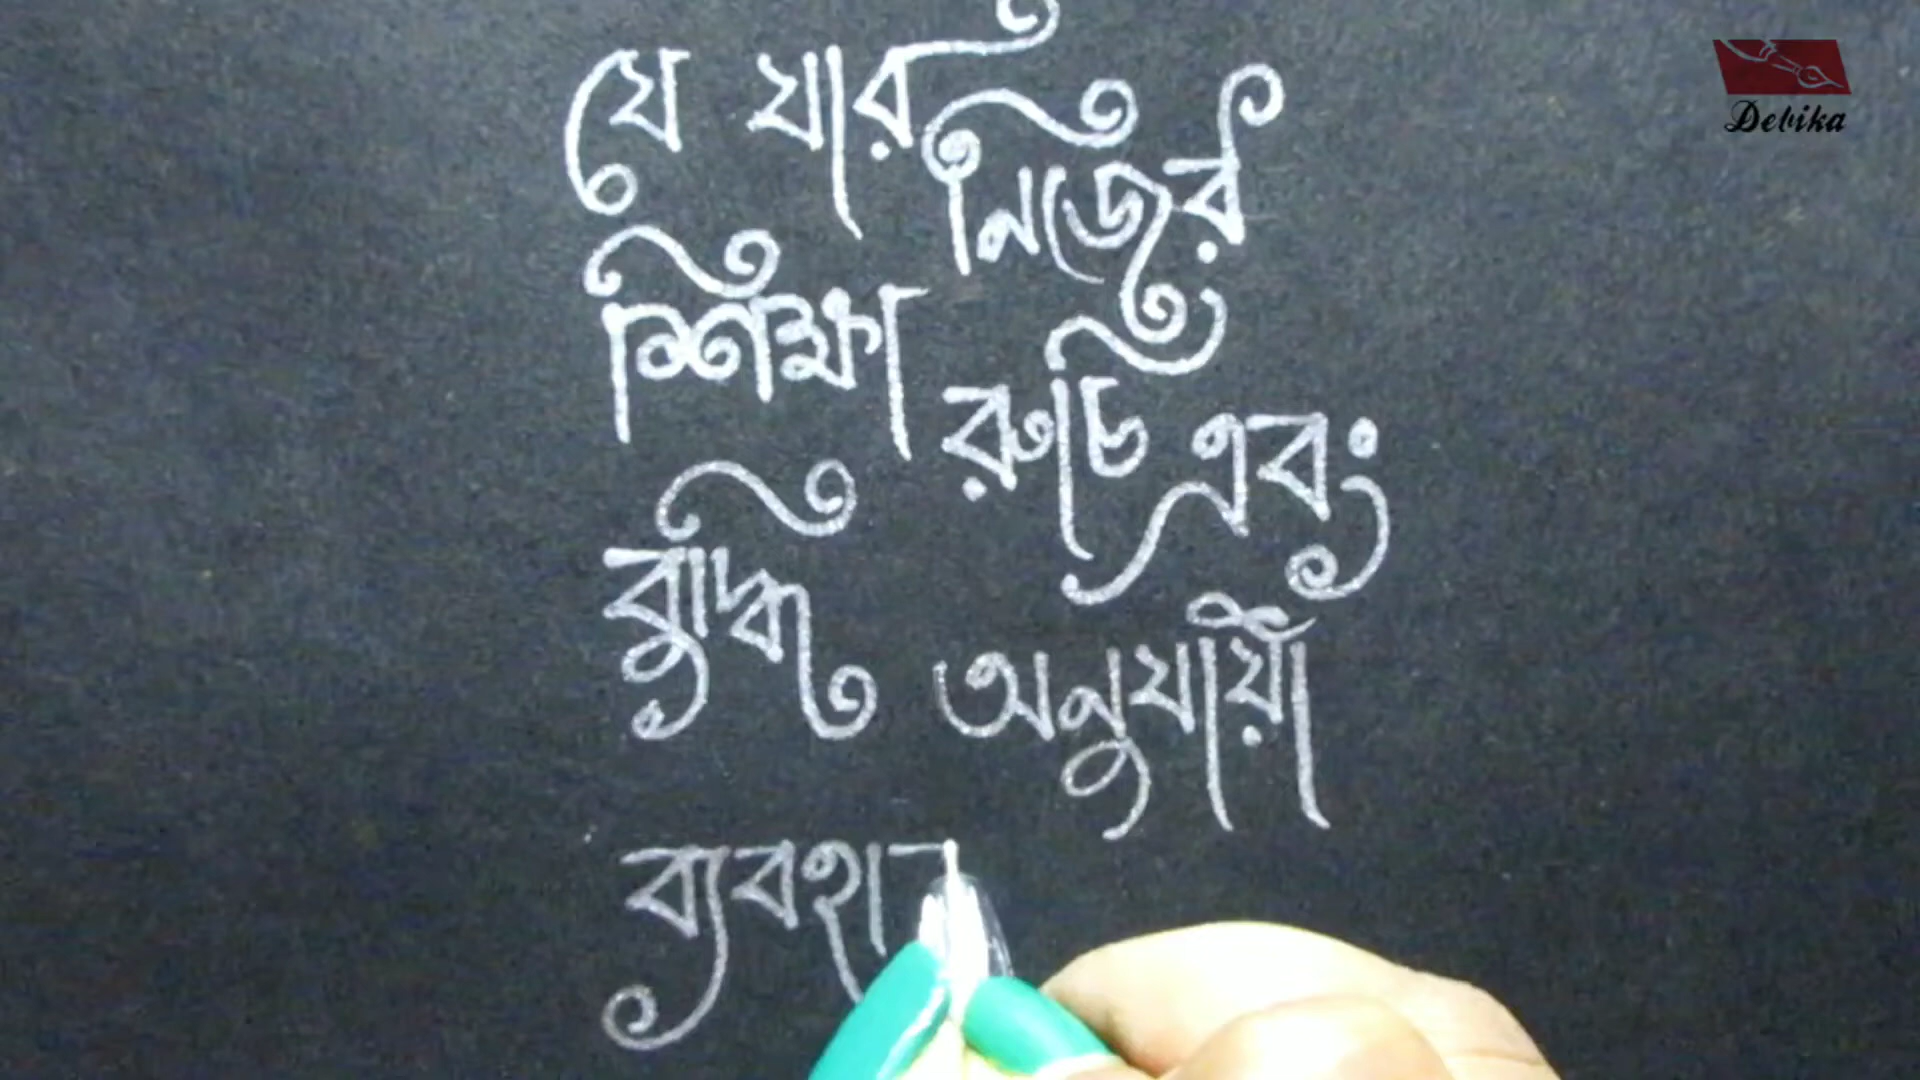 যে যার নিজের
শিক্ষা রুচি এবং
বুদ্ধি অনুযায়ী
ব্যবহা
Debika